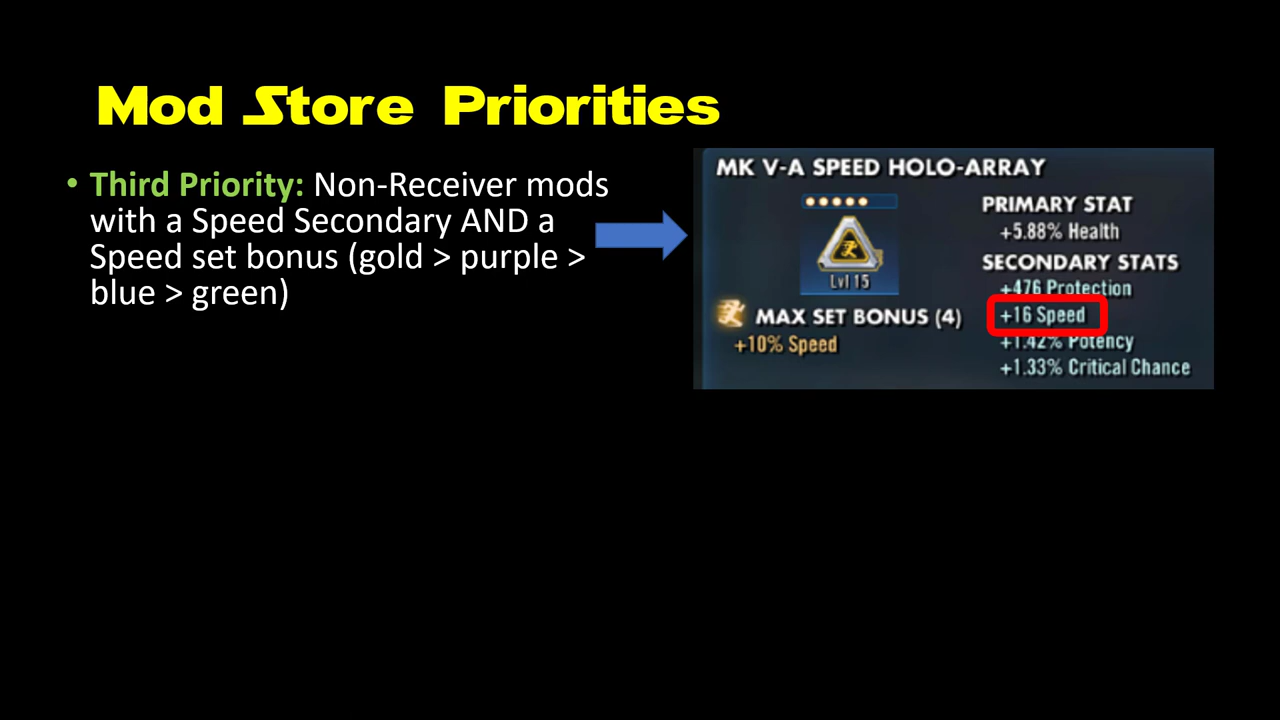 Mod Store Priorities
• Third Priority: Non-Receiver mods
with a Speed Secondary AND a
Speed set bonus (gold > purple >
blue > green)
MK V-A SPEED HOLO-ARRAY
Lvl 15
MAX SET BONUS (4)
+10% Speed
PRIMARY STAT
+5.88% Health
SECONDARY STATS
+476 Protection
+16 Speed
+1.42% Potency
+1.33% Critical Chance